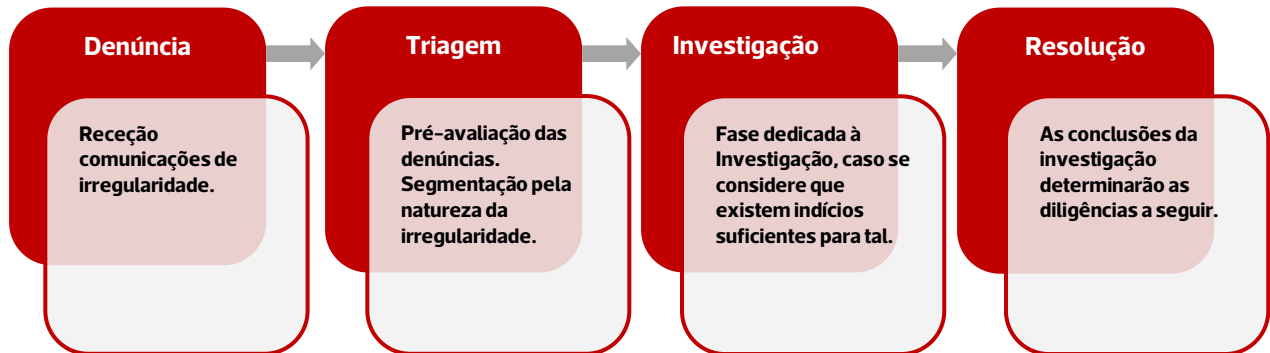 Denúncia
Receção
comunicações de
irregularidade.
Triagem
Pré-avaliação das
denúncias.
Segmentação pela
natureza da
irregularidade.
Investigação
Fase dedicada à
Investigação, caso se
considere que
existem indícios
suficientes para tal.
Resolução
As conclusões da
investigação
determinarão as
diligências a seguir.